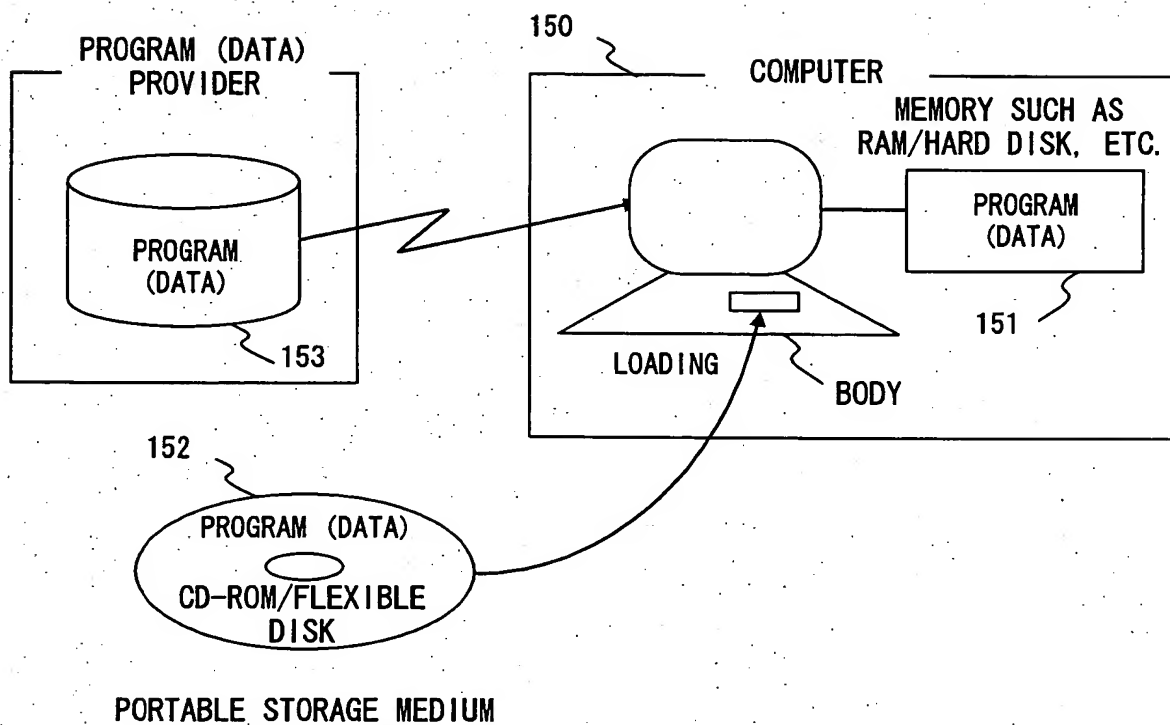 PROGRAM (DATA)
PROVIDER
PROGRAM
(DATA)
153
150
COMPUTER
MEMORY SUCH AS
RAM/HARD DISK, ETC.
PROGRAM
(DATA)
151
LOADING
BODY
152
PROGRAM (DATA)
CD-ROM/FLEXIBLE
DISK
PORTABLE STORAGE MEDIUM